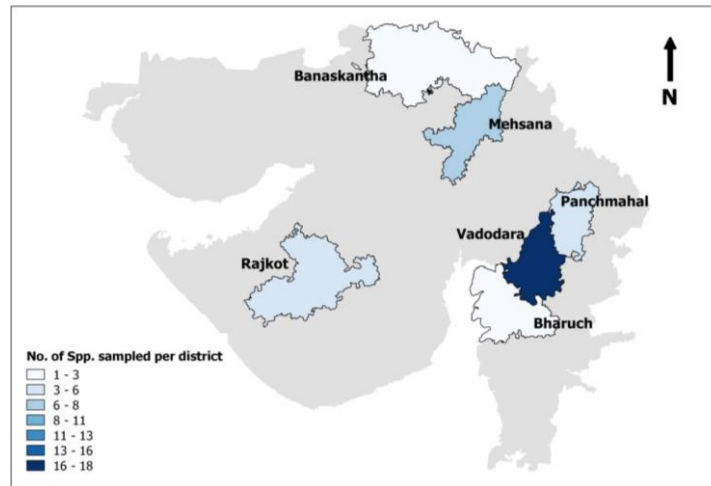 N
Banaskantha
Mehsana
Panchmahal
Vadodara
Rajkot
Bharuch
No. of Spp. sampled per district
1 - 3
3 - 6
6 - 8
8 - 11
11 - 13
13 - 16
16 - 18